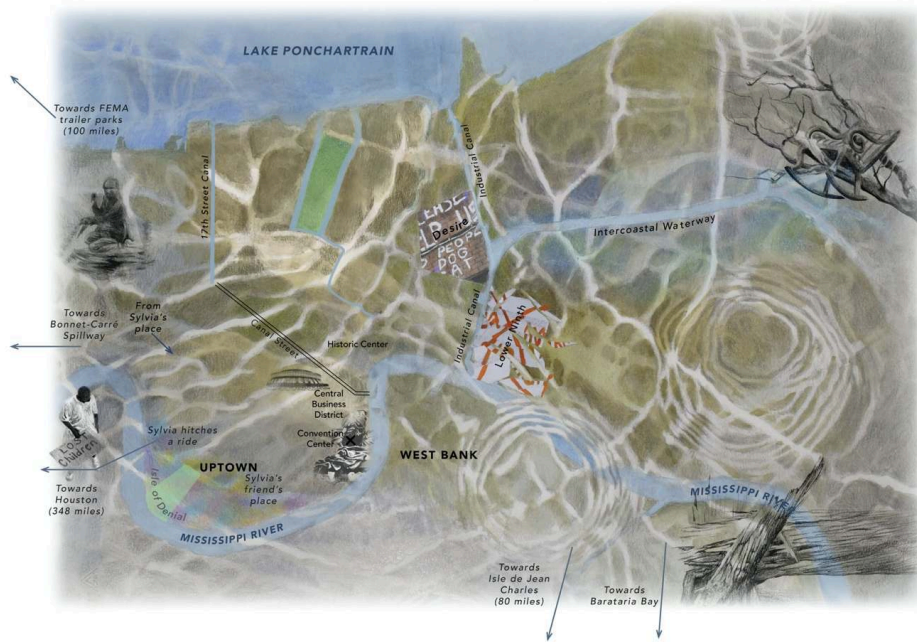 LAKE PONCHARTRAIN
Towards FEMA
trailer parks
(100 miles)
17th Street Canal
Industrial Canal
Desire
PEOPL
DOG
CAT
Intercoastal Waterway
Towards
Bonnet-Carré
Spillway
From
Sylvia's
place
Canal Street
Historic Center
Industrial Canal
Lower Ninth
Central
Business
District
Convention
Center
LOST
Children
Sylvia hitches
a ride
UPTOWN
Sylvia's
friend's
place
Isle of Denial
WEST BANK
Towards
Houston
(348 miles)
MISSISSIPPI RIVER
MISSISSIPPI RIVER
Towards
Isle de Jean
Charles
(80 miles)
Towards
Barataria Bay